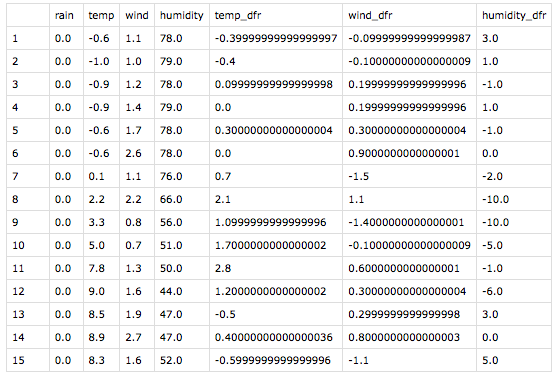 rain temp wind humidity temp_dfr wind_dfr humidity_dfr
1 0.0 -0.6 1.1 78.0 -0.39999999999999997 -0.09999999999999987 3.0
2 0.0 -1.0 1.0 79.0 -0.4 -0.10000000000000009 1.0
3 0.0 -0.9 1.2 78.0 0.09999999999999998 0.19999999999999996 -1.0
4 0.0 -0.9 1.4 79.0 0.0 0.19999999999999996 1.0
5 0.0 -0.6 1.7 78.0 0.30000000000000004 0.30000000000000004 -1.0
6 0.0 -0.6 2.6 78.0 0.0 0.9000000000000001 0.0
7 0.0 0.1 1.1 76.0 0.7 -1.5 -2.0
8 0.0 2.2 2.2 66.0 2.1 1.1 -10.0
9 0.0 3.3 0.8 56.0 1.0999999999999996 -1.4000000000000001 -10.0
10 0.0 5.0 0.7 51.0 1.7000000000000002 -0.10000000000000009 -5.0
11 0.0 7.8 1.3 50.0 2.8 0.6000000000000001 -1.0
12 0.0 9.0 1.6 44.0 1.2000000000000002 0.30000000000000004 -6.0
13 0.0 8.5 1.9 47.0 -0.5 0.2999999999999998 3.0
14 0.0 8.9 2.7 47.0 0.40000000000000036 0.8000000000000003 0.0
15 0.0 8.3 1.6 52.0 -0.5999999999999996 -1.1 5.0